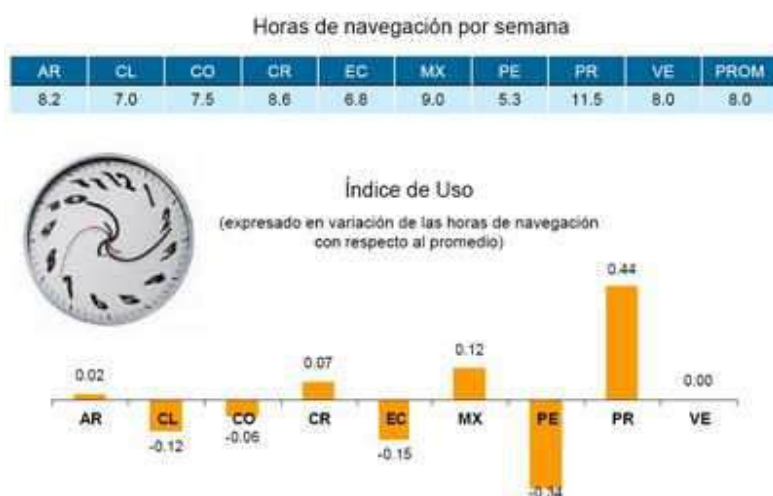 Horas de navegación por semana
AR CL CO CR EC MX PE PR VE PROM
8.2 7.0 7.5 8.6 6.8 9.0 5.3 11.5 8.0 8.0
12
Índice de Uso
(expresado en variación de las horas de navegación
con respecto al promedio)
0.02 -0.12 -0.06 0.07 -0.15 0.12 -0.34 0.44 0.00
AR CL CO CR EC MX PE PR VE